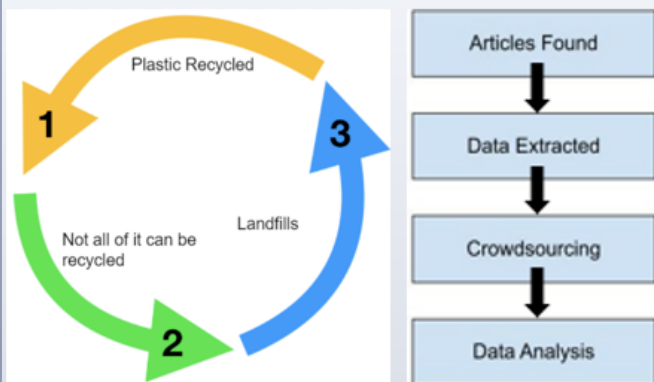 Plastic Recycled
1
3
Not all of it can be
recycled
Landfills
2
Articles Found
Data Extracted
Crowdsourcing
Data Analysis